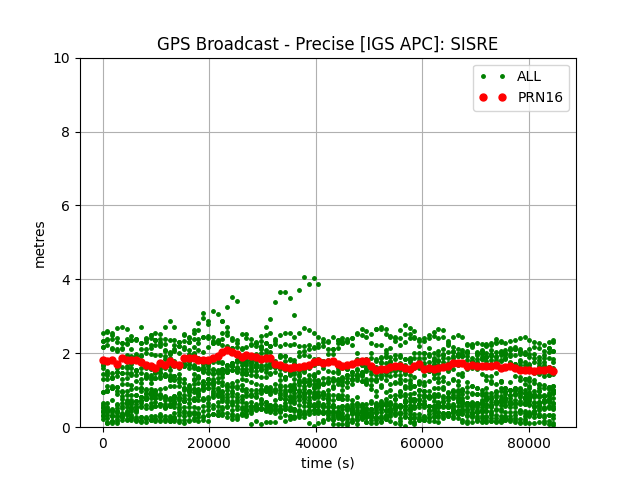 GPS Broadcast - Precise [IGS APC]: SISRE
ALL
PRN16
metres
10
8
6
4
2
0
0 20000 40000 60000 80000
time (s)